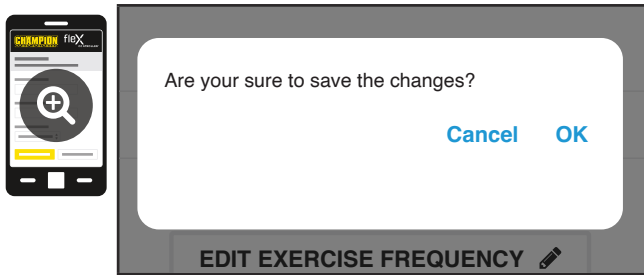 CHAMPION fleX
Are your sure to save the changes?
Cancel OK
EDIT EXERCISE FREQUENCY